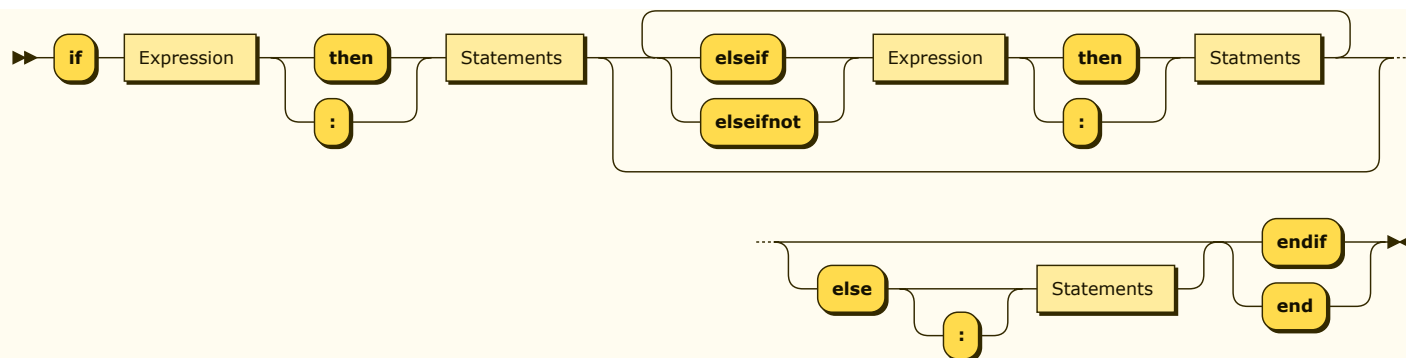 if Expression then Statements elseif Expression then Statments
: elseifnot :
endif
else Statements end
: